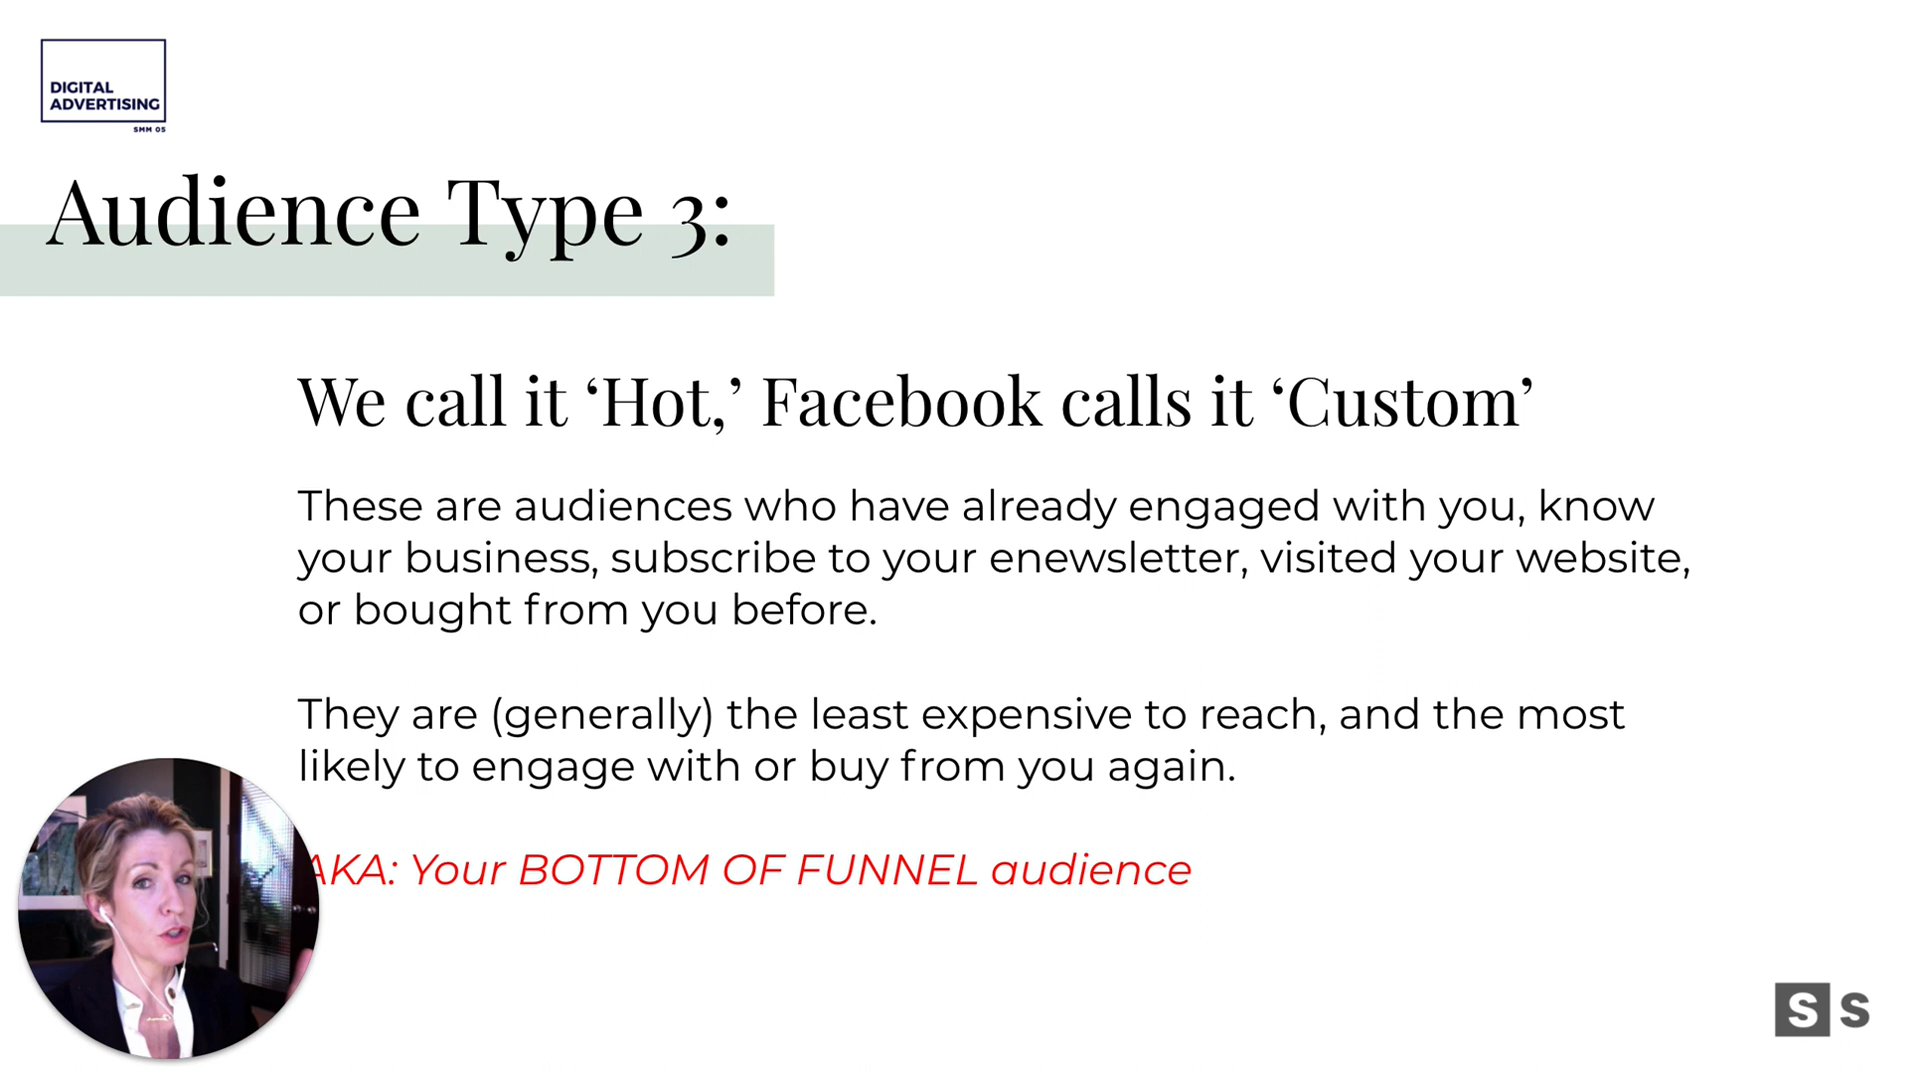 DIGITAL
ADVERTISING
SMM 05
Audience Type 3:
We call it ‘Hot,’ Facebook calls it ‘Custom’
These are audiences who have already engaged with you, know
your business, subscribe to your enewsletter, visited your website,
or bought from you before.
They are (generally) the least expensive to reach, and the most
likely to engage with or buy from you again.
AKA: Your BOTTOM OF FUNNEL audience
S S